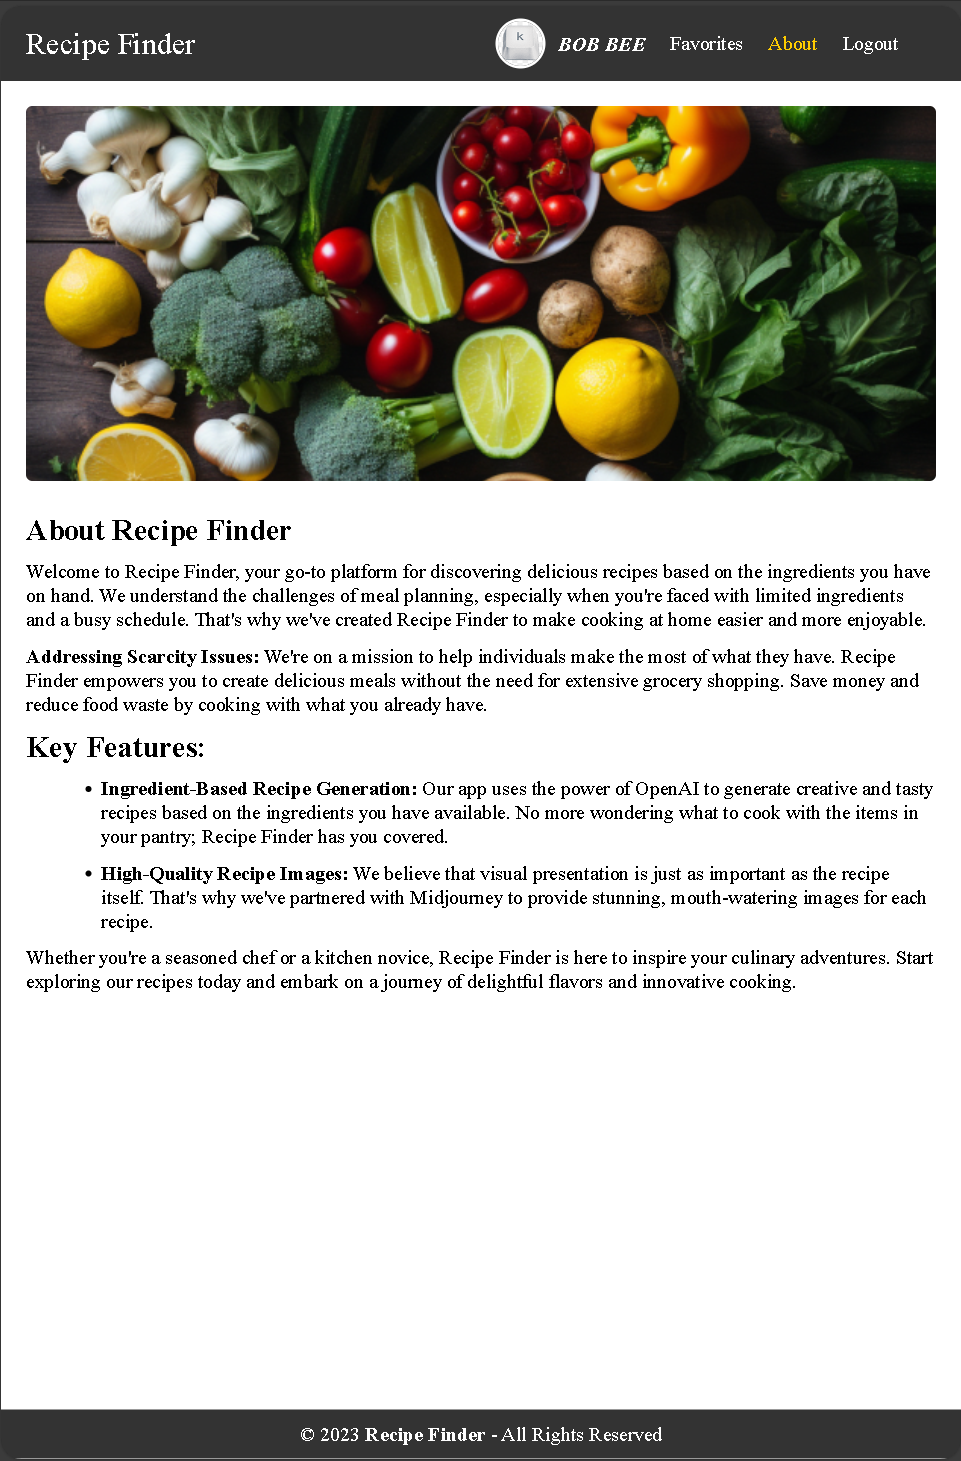 Recipe Finder
k
BOB BEE Favorites About Logout
About Recipe Finder
Welcome to Recipe Finder, your go-to platform for discovering delicious recipes based on the ingredients you have
on hand. We understand the challenges of meal planning, especially when you're faced with limited ingredients
and a busy schedule. That's why we've created Recipe Finder to make cooking at home easier and more enjoyable.
Addressing Scarcity Issues: We're on a mission to help individuals make the most of what they have. Recipe
Finder empowers you to create delicious meals without the need for extensive grocery shopping. Save money and
reduce food waste by cooking with what you already have.
Key Features:
• Ingredient-Based Recipe Generation: Our app uses the power of OpenAI to generate creative and tasty
recipes based on the ingredients you have available. No more wondering what to cook with the items in
your pantry; Recipe Finder has you covered.
• High-Quality Recipe Images: We believe that visual presentation is just as important as the recipe
itself. That's why we've partnered with Midjourney to provide stunning, mouth-watering images for each
recipe.
Whether you're a seasoned chef or a kitchen novice, Recipe Finder is here to inspire your culinary adventures. Start
exploring our recipes today and embark on a journey of delightful flavors and innovative cooking.
© 2023 Recipe Finder - All Rights Reserved